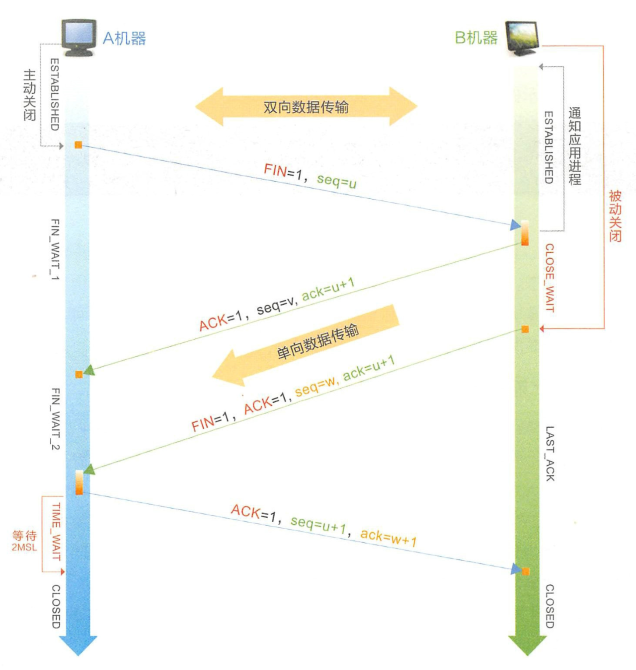 A机器
B机器
主动关闭
ESTABLISHED
双向数据传输
ESTABLISHED
通知应用进程
被动关闭
FIN=1, seq=u
FIN_WAIT_1
CLOSE_WAIT
ACK=1, seq=v, ack=u+1
单向数据传输
FIN=1, ACK=1, seq=w, ack=u+1
FIN_WAIT_2
LAST_ACK
ACK=1, seq=u+1, ack=w+1
等待
2MSL
TIME_WAIT
CLOSED
CLOSED